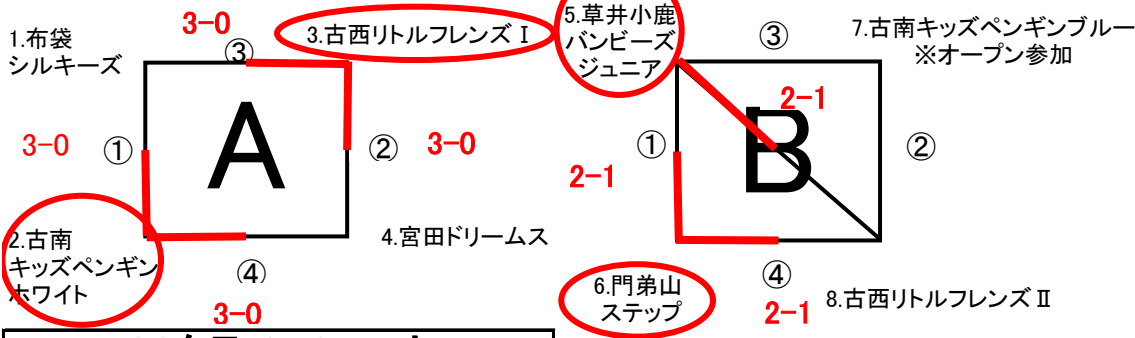 1.布袋
シルキーズ
3-0
③
3.古西リトルフレンズⅠ
3-0
①
A
②
3-0
2.古南
キッズペンギン
ホワイト
④
3-0
4.宮田ドリームス
5.草井小鹿
バンビーズ
ジュニア
③
7.古南キッズペンギンブルー
※オープン参加
2-1
①
B
②
2-1
6.門弟山
ステップ
④
2-1
8.古西リトルフレンズⅡ